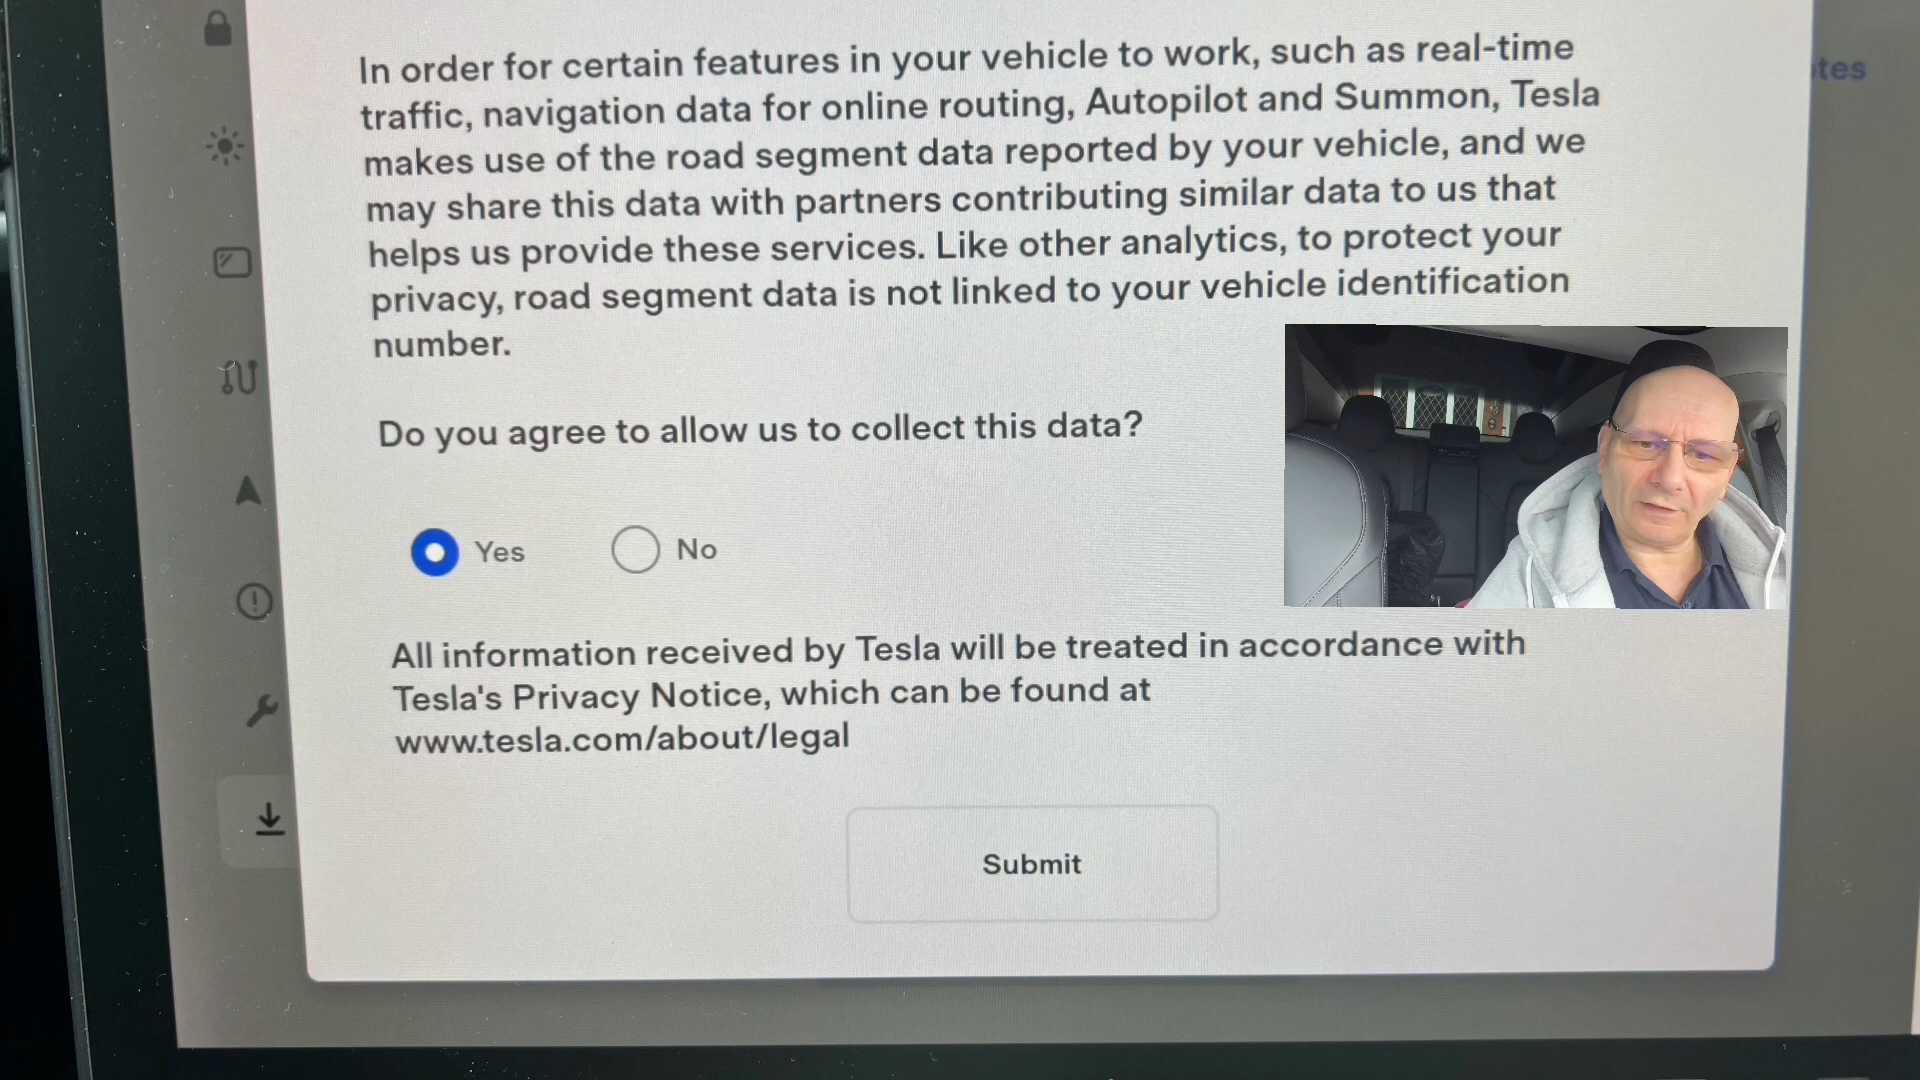 In order for certain features in your vehicle to work, such as real-time
traffic, navigation data for online routing, Autopilot and Summon, Tesla
makes use of the road segment data reported by your vehicle, and we
may share this data with partners contributing similar data to us that
helps us provide these services. Like other analytics, to protect your
privacy, road segment data is not linked to your vehicle identification
number.
Do you agree to allow us to collect this data?
Yes No
All information received by Tesla will be treated in accordance with
Tesla's Privacy Notice, which can be found at
www.tesla.com/about/legal
Submit